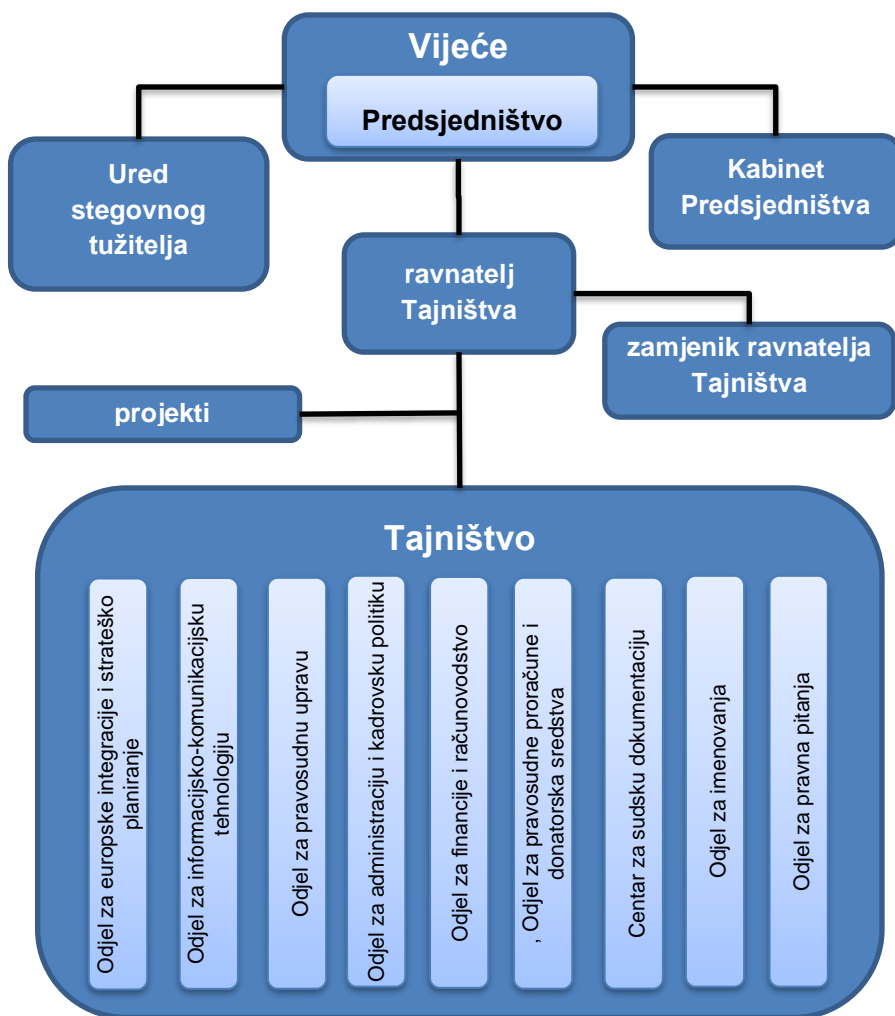 Vijeće
Predsjedništvo
Ured
stegovnog
tužitelja
Kabinet
Predsjedništva
ravnatelj
Tajništva
zamjenik ravnatelja
Tajništva
projekti
Tajništvo
Odjel za europske integracije i strateško
planiranje
Odjel za informacijsko-komunikacijsku
tehnologiju
Odjel za pravosudnu upravu
Odjel za administraciju i kadrovsku politiku
Odjel za financije i računovodstvo
, Odjel za pravosudne proračune i
donatorska sredstva
Centar za sudsku dokumentaciju
Odjel za imenovanja
Odjel za pravna pitanja